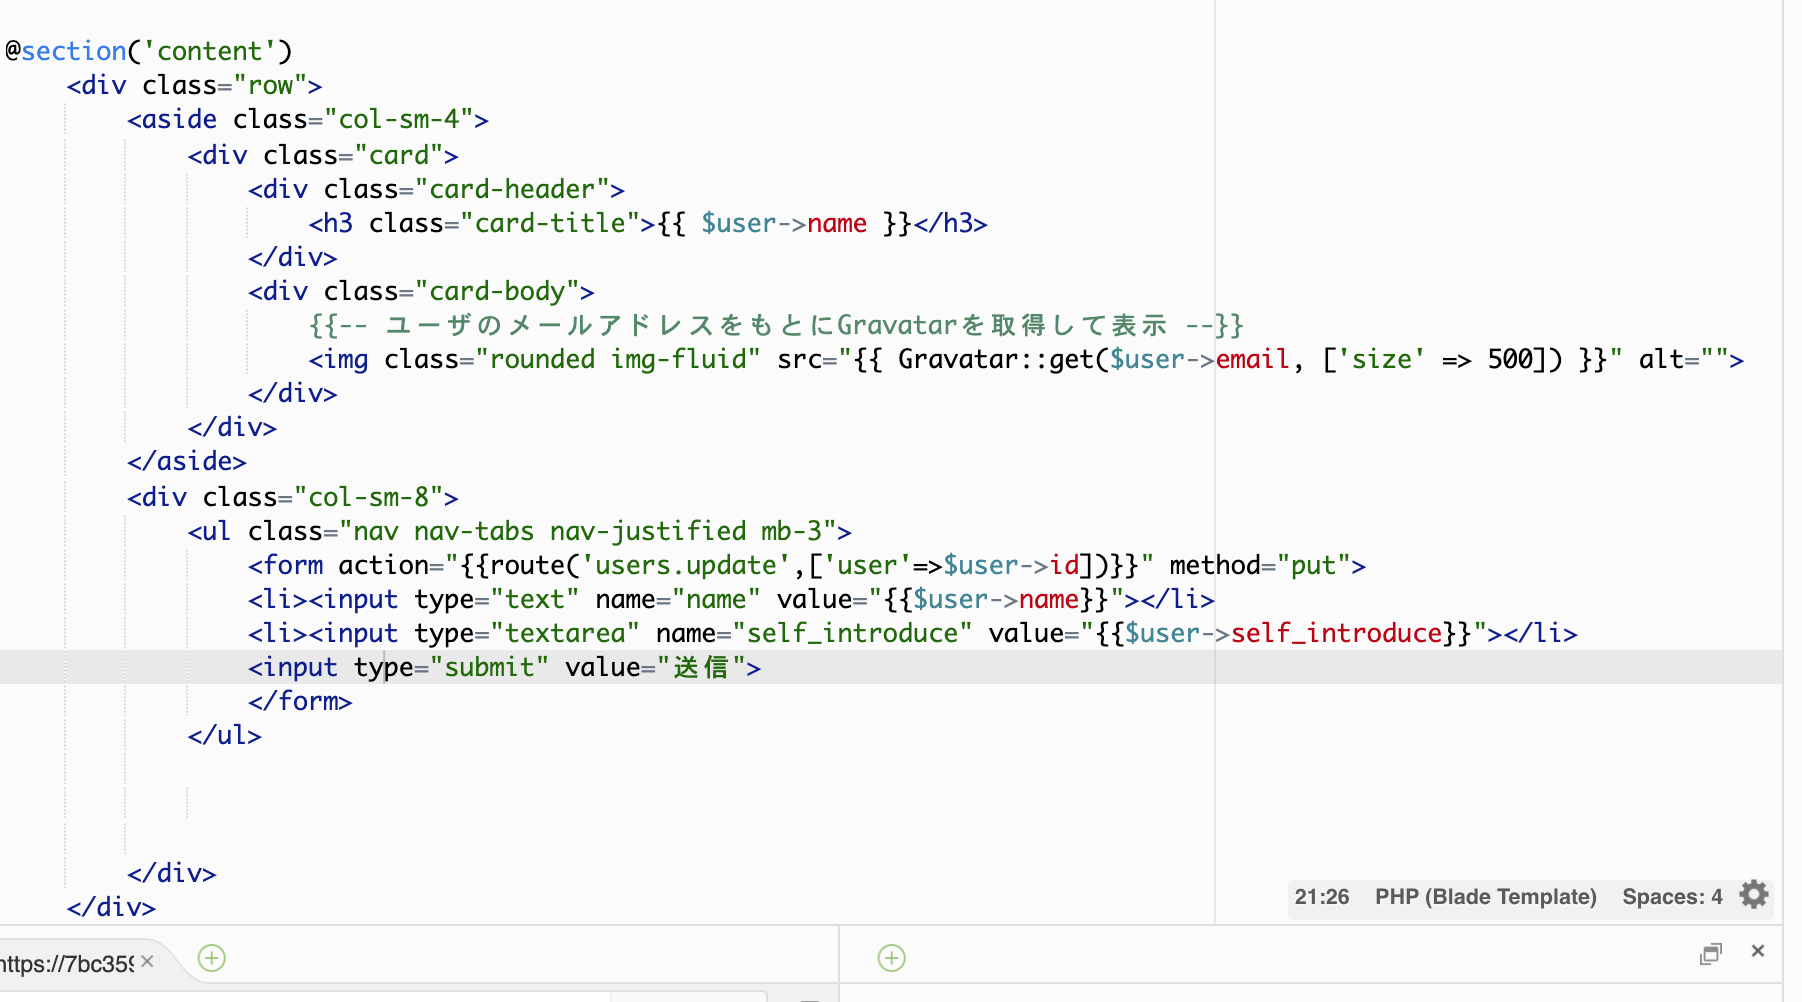 @section('content')
    <div class="row">
        <aside class="col-sm-4">
            <div class="card">
                <div class="card-header">
                    <h3 class="card-title">{{ $user->name }}</h3>
                </div>
                <div class="card-body">
                    {{-- ユーザのメールアドレスをもとにGravatarを取得して表示 --}}
                    <img class="rounded img-fluid" src="{{ Gravatar::get($user->email, ['size' => 500]) }}" alt="">
                </div>
            </div>
        </aside>
        <div class="col-sm-8">
            <ul class="nav nav-tabs nav-justified mb-3">
                <form action="{{route('users.update',['user'=>$user->id])}}" method="put">
                <li><input type="text" name="name" value="{{$user->name}}"></li>
                <li><input type="textarea" name="self_introduce" value="{{$user->self_introduce}}"></li>
                <input type="submit" value="送信">
                </form>
            </ul>
        </div>
    </div>
21:26 PHP (Blade Template) Spaces: 4
https://7bc359